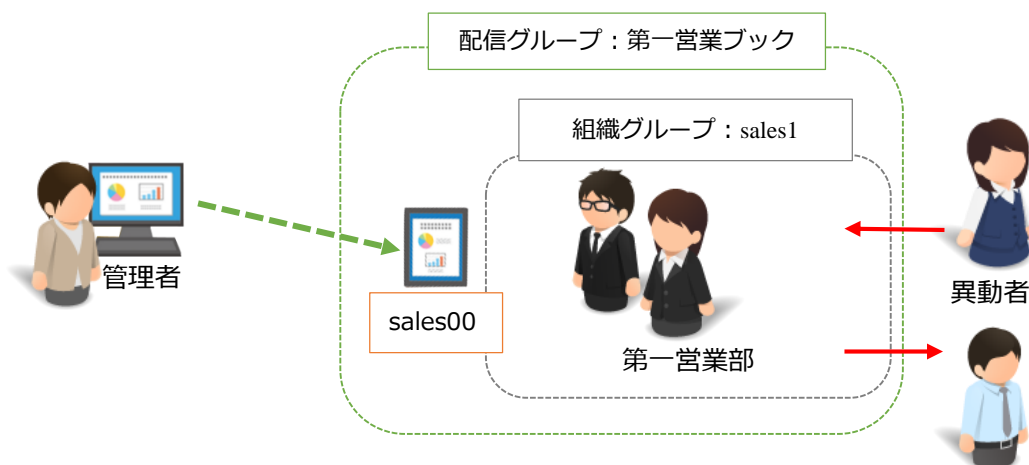 配信グループ：第一営業ブック
組織グループ：sales1
管理者
sales00
第一営業部
異動者